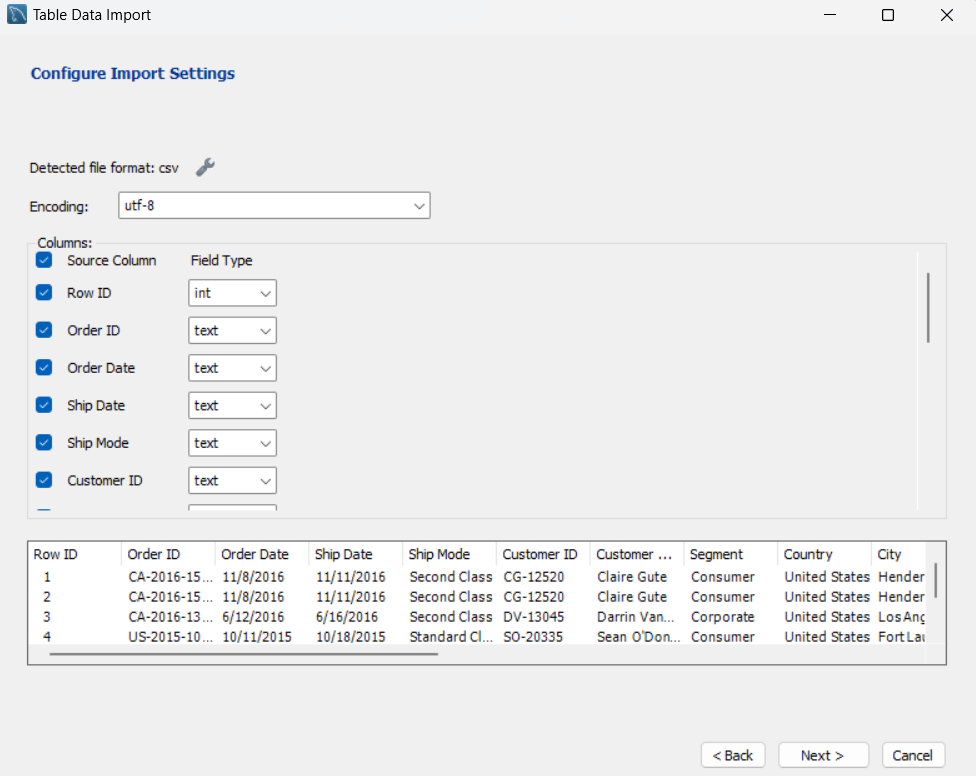 Table Data Import
Configure Import Settings
Detected file format: csv
Encoding: utf-8
Columns:
Source Column Field Type
Row ID int
Order ID text
Order Date text
Ship Date text
Ship Mode text
Customer ID text
Row ID Order ID Order Date Ship Date Ship Mode Customer ID Customer ... Segment Country City
1 CA-2016-15... 11/8/2016 11/11/2016 Second Class CG-12520 Claire Gute Consumer United States Hender
2 CA-2016-15... 11/8/2016 11/11/2016 Second Class CG-12520 Claire Gute Consumer United States Hender
3 CA-2016-13... 6/12/2016 6/16/2016 Second Class DV-13045 Darrin Van... Corporate United States Los Ang
4 US-2015-10... 10/11/2015 10/18/2015 Standard Cl... SO-20335 Sean O'Don... Consumer United States Fort Lau
< Back Next > Cancel